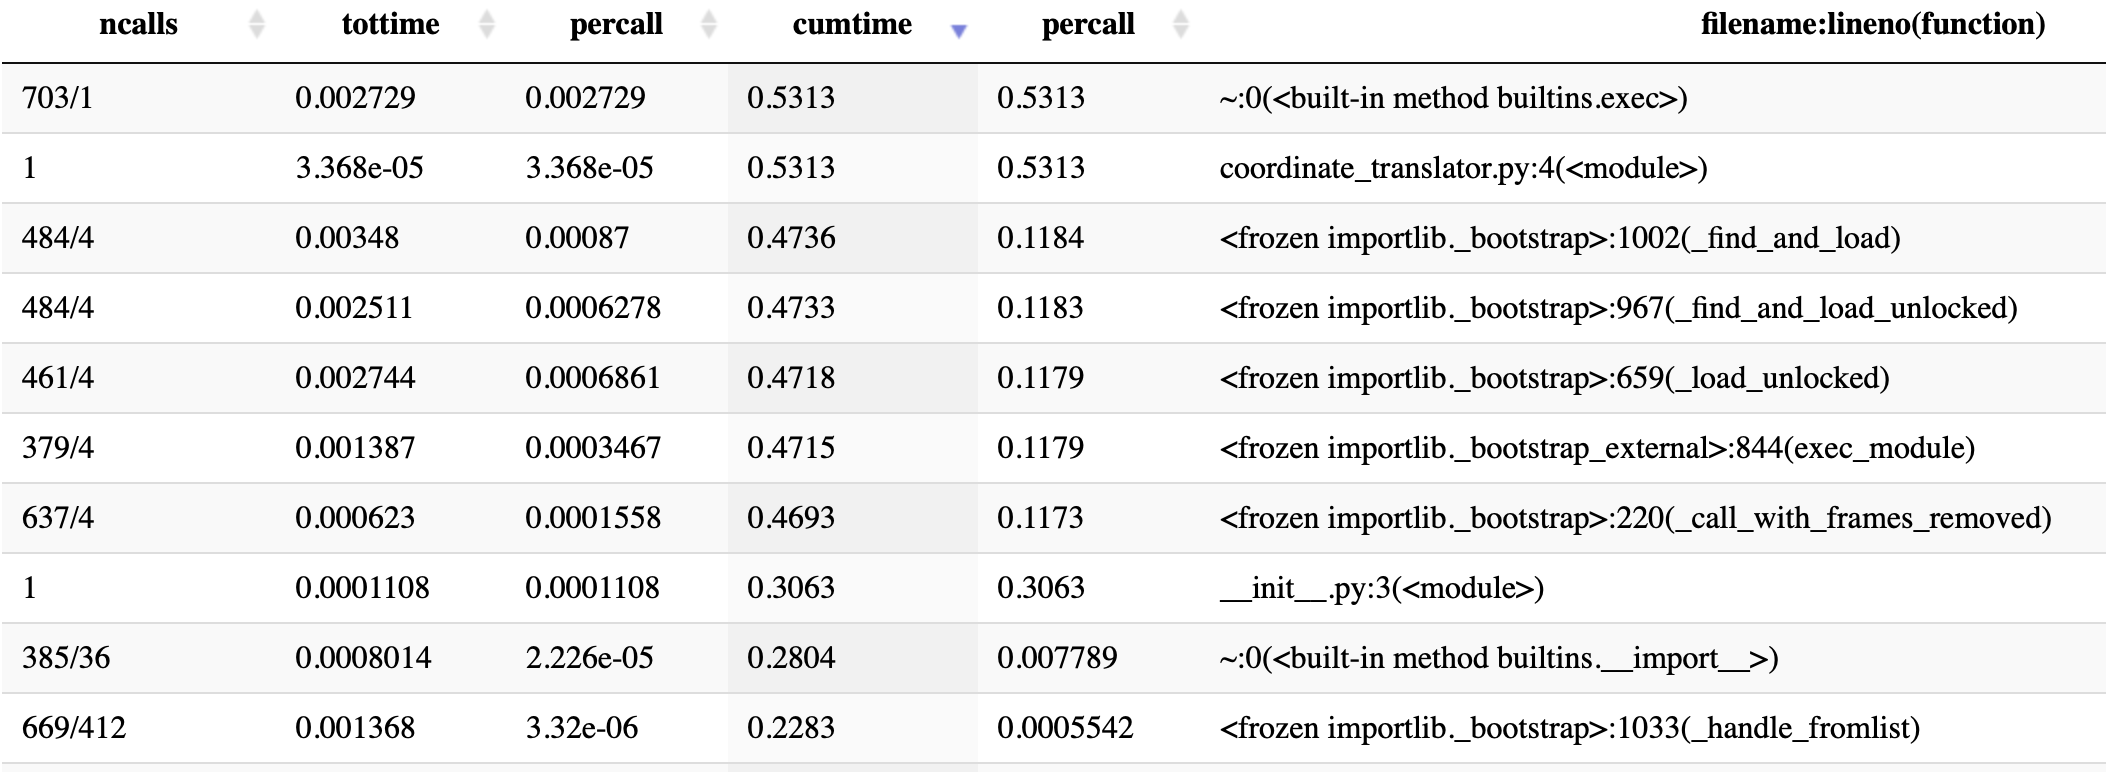 ncalls tottime percall cumtime percall filename:lineno(function)
703/1 0.002729 0.002729 0.5313 0.5313 ~:0(<built-in method builtins.exec>)
1 3.368e-05 3.368e-05 0.5313 0.5313 coordinate_translator.py:4(<module>)
484/4 0.00348 0.00087 0.4736 0.1184 <frozen importlib._bootstrap>:1002(_find_and_load)
484/4 0.002511 0.0006278 0.4733 0.1183 <frozen importlib._bootstrap>:967(_find_and_load_unlocked)
461/4 0.002744 0.0006861 0.4718 0.1179 <frozen importlib._bootstrap>:659(_load_unlocked)
379/4 0.001387 0.0003467 0.4715 0.1179 <frozen importlib._bootstrap_external>:844(exec_module)
637/4 0.000623 0.0001558 0.4693 0.1173 <frozen importlib._bootstrap>:220(_call_with_frames_removed)
1 0.0001108 0.0001108 0.3063 0.3063 __init__.py:3(<module>)
385/36 0.0008014 2.226e-05 0.2804 0.007789 ~:0(<built-in method builtins.__import__>)
669/412 0.001368 3.32e-06 0.2283 0.0005542 <frozen importlib._bootstrap>:1033(_handle_fromlist)